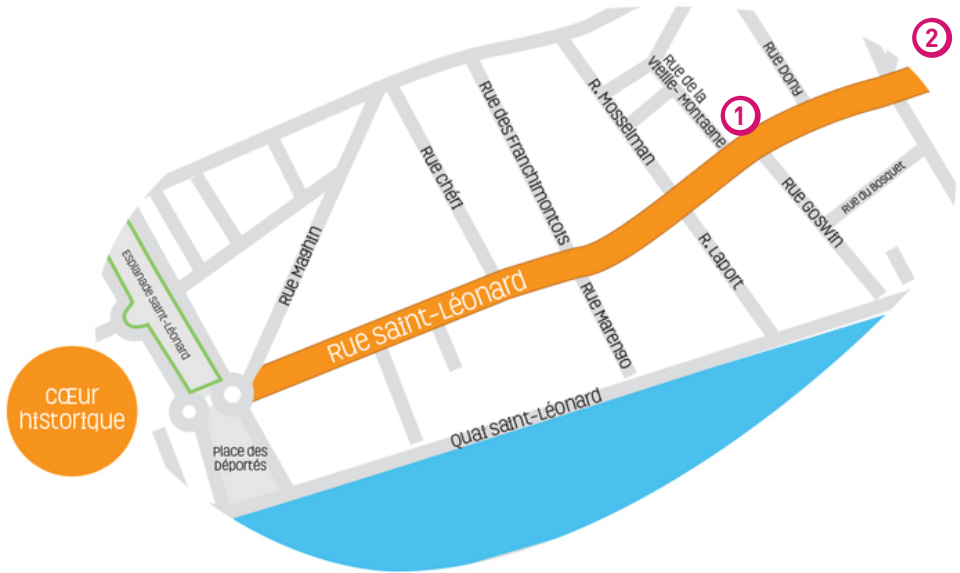 2
1
Rue Dony
Rue de la
Vieille-Montagne
R. Mosselman
Rue des Franchimontois
Rue chéri
Rue Maghin
Rue du Bosquet
Rue Goswin
R. Laport
Esplanade saint-Léonard
Rue saint-Léonard
Rue Marengo
cœur
historique
Quai saint-Léonard
Place des
Déportés